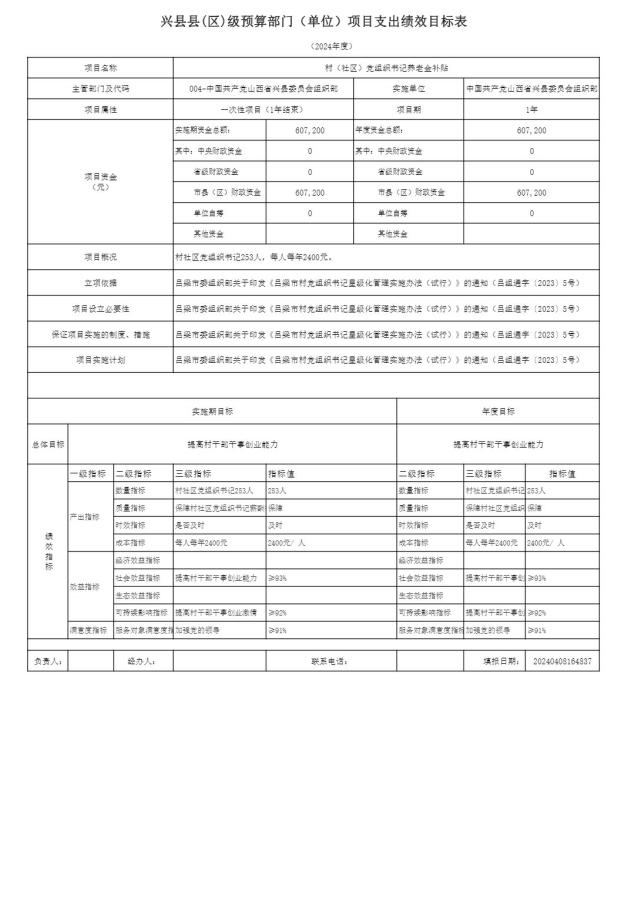 兴县县(区)级预算部门（单位）项目支出绩效目标表
（2024年度）
项目名称 村（社区）党组织书记养老金补贴
主管部门及代码 004-中国共产党山西省兴县委员会组织部 实施单位 中国共产党山西省兴县委员会组织部
项目属性 一次性项目（1年结束） 项目期 1年
项目资金
（元）
实施期资金总额： 607,200 年度资金总额： 607,200
其中：中央财政资金 0 其中：中央财政资金 0
省级财政资金 0 省级财政资金 0
市县（区）财政资金 607,200 市县（区）财政资金 607,200
单位自筹 0 单位自筹 0
其他资金 其他资金
项目概况 村社区党组织书记253人，每人每年2400元。
立项依据 吕梁市委组织部关于印发《吕梁市村党组织书记星级化管理实施办法（试行）》的通知（吕组通字〔2023〕5号）
项目设立必要性 吕梁市委组织部关于印发《吕梁市村党组织书记星级化管理实施办法（试行）》的通知（吕组通字〔2023〕5号）
保证项目实施的制度、措施 吕梁市委组织部关于印发《吕梁市村党组织书记星级化管理实施办法（试行）》的通知（吕组通字〔2023〕5号）
项目实施计划 吕梁市委组织部关于印发《吕梁市村党组织书记星级化管理实施办法（试行）》的通知（吕组通字〔2023〕5号）
实施期目标 年度目标
总体目标 提高村干部干事创业能力 提高村干部干事创业能力
绩效指标
一级指标 二级指标 三级指标 指标值 二级指标 三级指标 指标值
产出指标
数量指标 村社区党组织书记253人 253人 数量指标 村社区党组织书记 253人
质量指标 保障村社区党组织书记薪酬 保障 质量指标 保障村社区党组织 保障
时效指标 是否及时 及时 时效指标 是否及时 及时
成本指标 每人每年2400元 2400元/ 人 成本指标 每人每年2400元 2400元/ 人
效益指标
经济效益指标 经济效益指标
社会效益指标 提高村干部干事创业能力 ≥93% 社会效益指标 提高村干部干事创 ≥93%
生态效益指标 生态效益指标
可持续影响指标 提高村干部干事创业激情 ≥92% 可持续影响指标 提高村干部干事创 ≥92%
满意度指标 服务对象满意度指 加强党的领导 ≥91% 服务对象满意度指标 加强党的领导 ≥91%
负责人： 经办人： 联系电话： 填报日期： 20240408164837